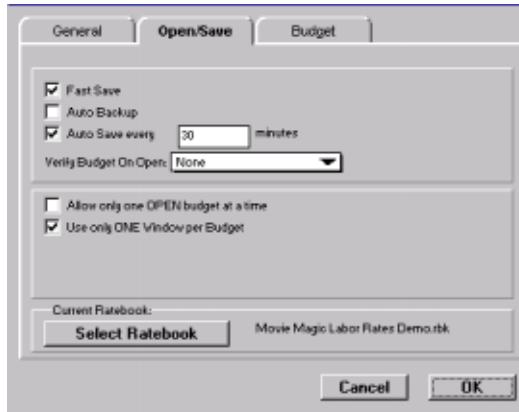 General Open/Save Budget
Fast Save
Auto Backup
Auto Save every 30 minutes
Verify Budget On Open: None
Allow only one OPEN budget at a time
Use only ONE Window per Budget
Current Ratebook:
Select Ratebook Movie Magic Labor Rates Demo.rbk
Cancel OK